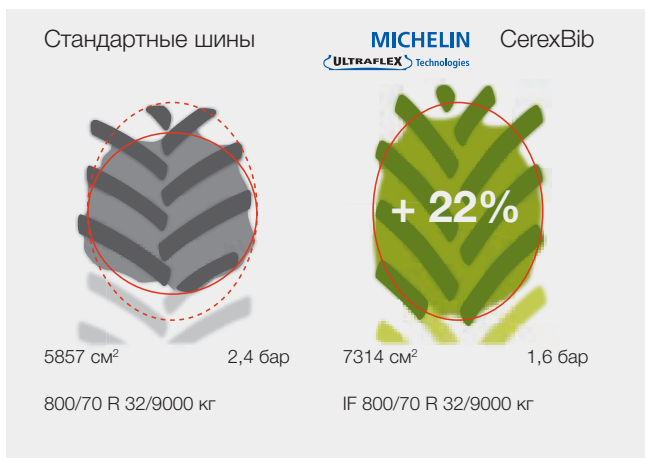 Стандартные шины
MICHELIN CerexBib
ULTRAFLEX Technologies
+ 22%
5857 см² 2,4 бар
7314 см² 1,6 бар
800/70 R 32/9000 кг
IF 800/70 R 32/9000 кг